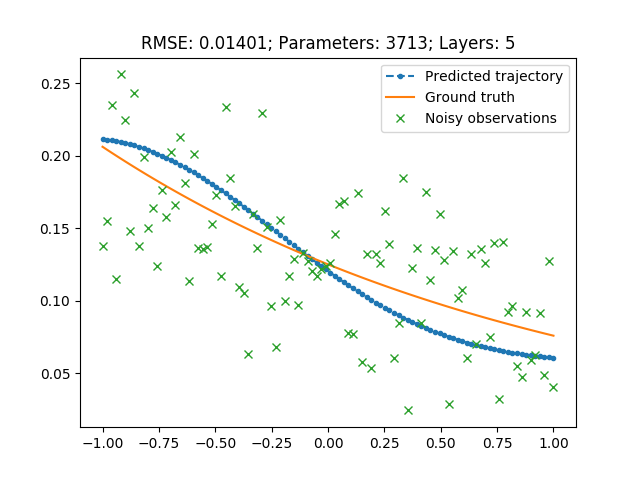 RMSE: 0.01401; Parameters: 3713; Layers: 5
Predicted trajectory
Ground truth
Noisy observations
0.25
0.20
0.15
0.10
0.05
−1.00 −0.75 −0.50 −0.25 0.00 0.25 0.50 0.75 1.00